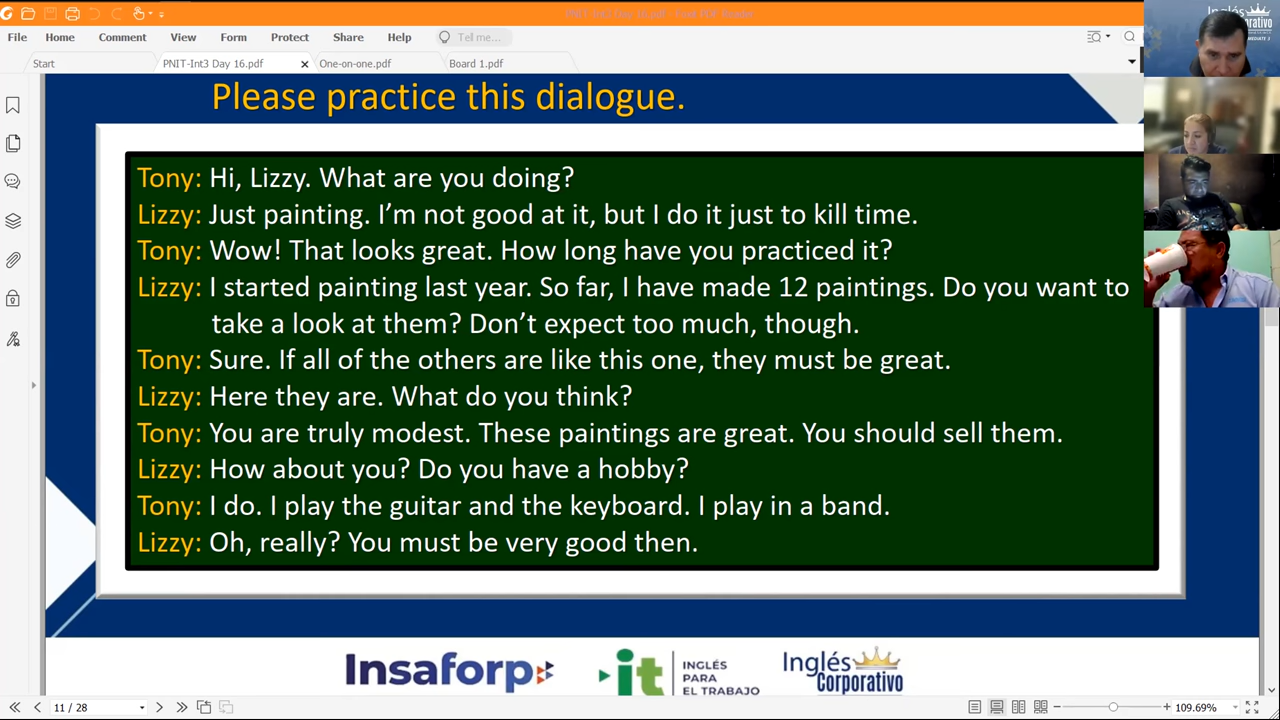 File Home Comment View Form Protect Share Help Tell me...
Start PNIT-Int3 Day 16.pdf One-on-one.pdf Board 1.pdf
Inglés
Corporativo
Please practice this dialogue.
Tony: Hi, Lizzy. What are you doing?
Lizzy: Just painting. I’m not good at it, but I do it just to kill time.
Tony: Wow! That looks great. How long have you practiced it?
Lizzy: I started painting last year. So far, I have made 12 paintings. Do you want to
take a look at them? Don’t expect too much, though.
Tony: Sure. If all of the others are like this one, they must be great.
Lizzy: Here they are. What do you think?
Tony: You are truly modest. These paintings are great. You should sell them.
Lizzy: How about you? Do you have a hobby?
Tony: I do. I play the guitar and the keyboard. I play in a band.
Lizzy: Oh, really? You must be very good then.
Insaforp
it INGLÉS
PARA
EL TRABAJO
Inglés
Corporativo
11 / 28
109.69%